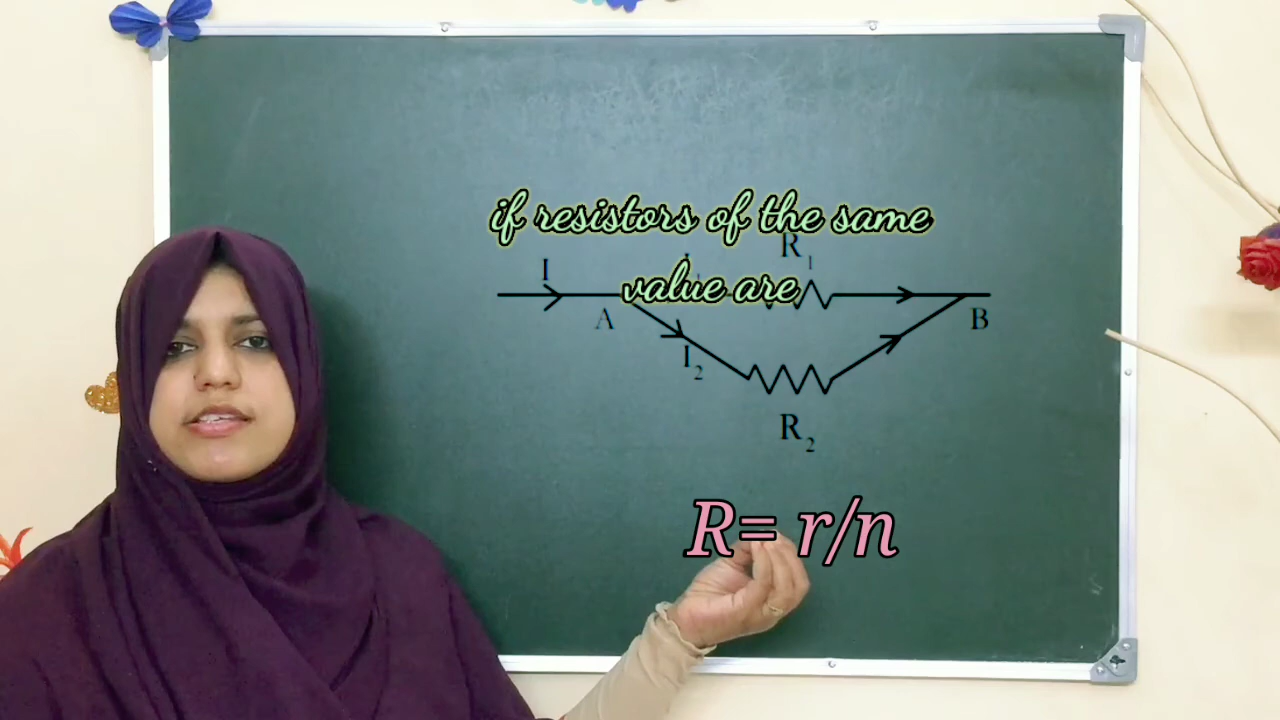 if resistors of the same
R1
value are
I
A
B
I2
R2
R= r/n